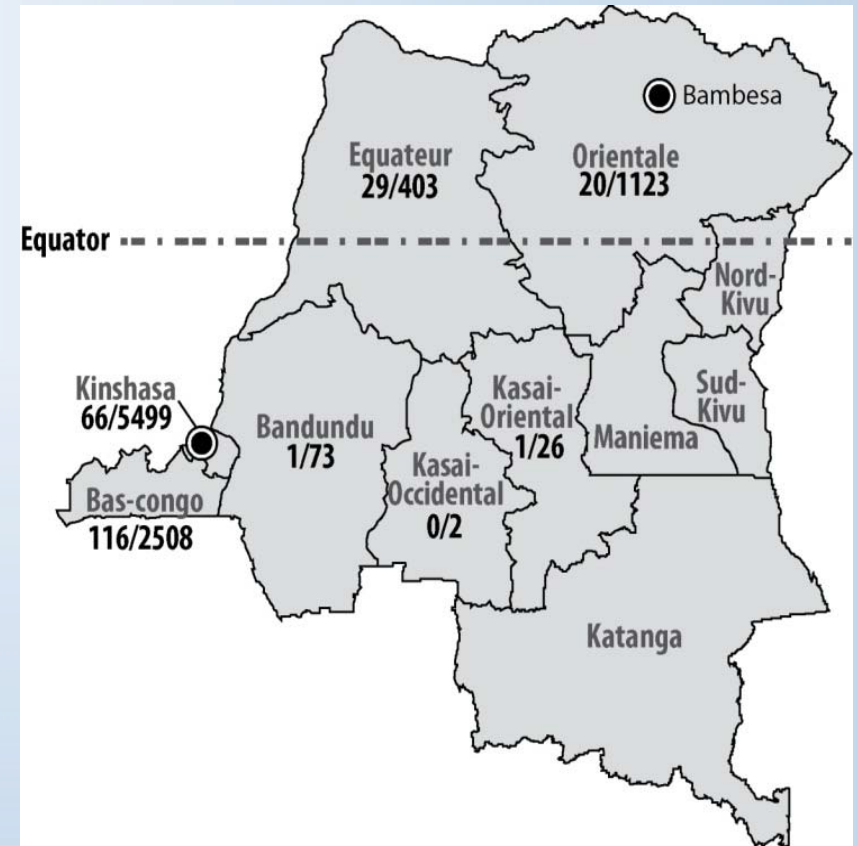 Bambesa
Equateur
29/403
Orientale
20/1123
Equator
Nord-
Kivu
Kinshasa
66/5499
Bandundu
1/73
Kasai-
Oriental
1/26
Sud-
Kivu
Maniema
Kasai-
Occidental
0/2
Bas-congo
116/2508
Katanga